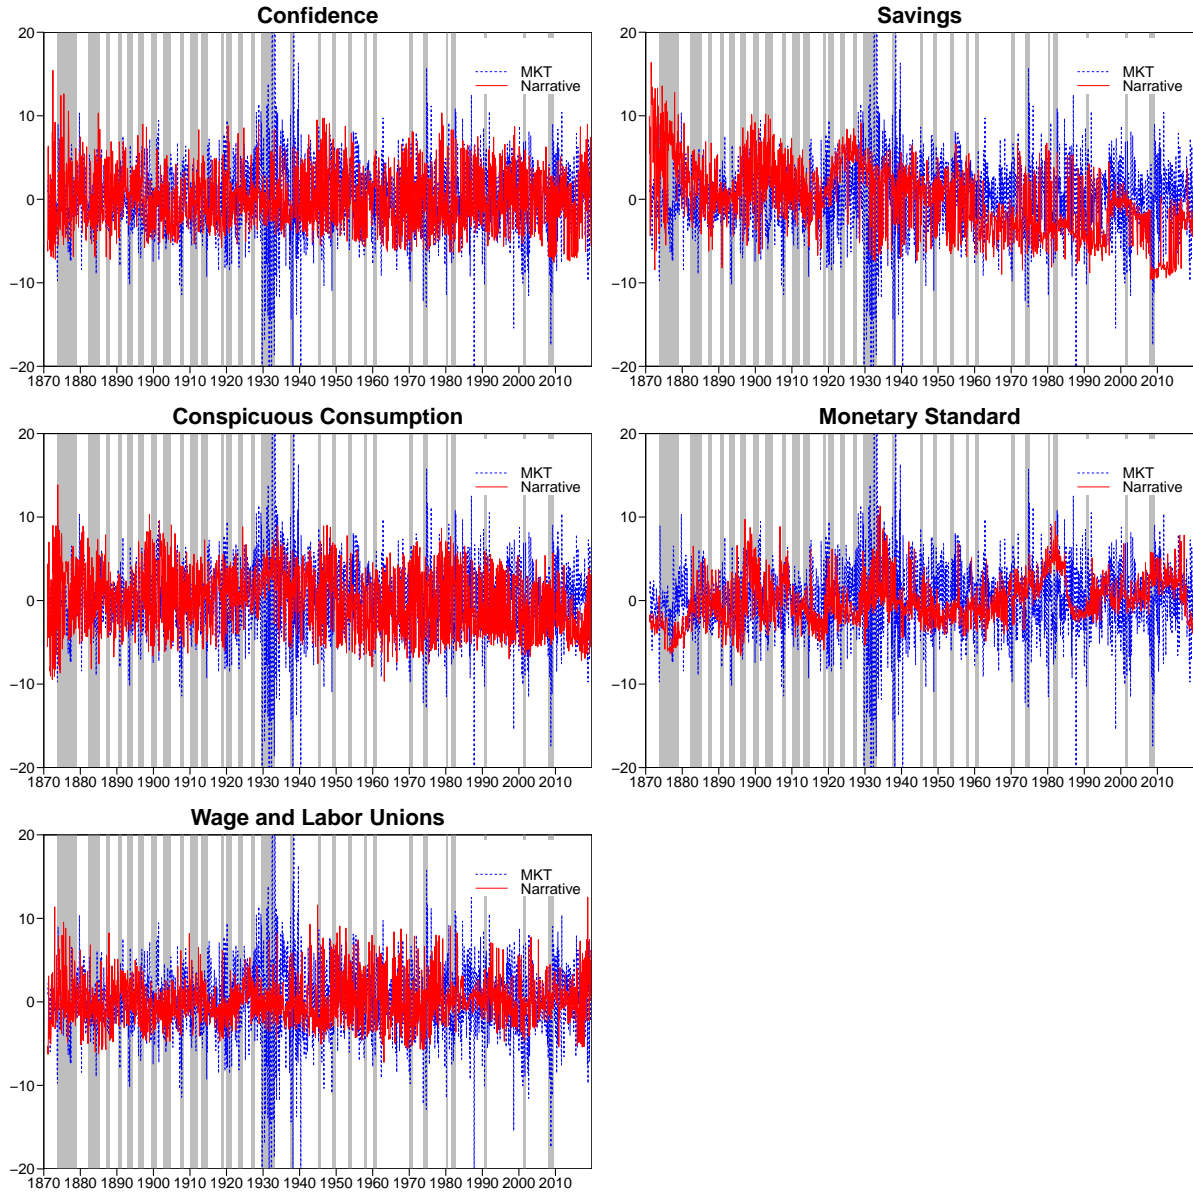 Confidence
20
10
0
−10
−20
MKT
Narrative
1870 1880 1890 1900 1910 1920 1930 1940 1950 1960 1970 1980 1990 2000 2010
Savings
20
10
0
−10
−20
MKT
Narrative
1870 1880 1890 1900 1910 1920 1930 1940 1950 1960 1970 1980 1990 2000 2010
Conspicuous Consumption
20
10
0
−10
−20
MKT
Narrative
1870 1880 1890 1900 1910 1920 1930 1940 1950 1960 1970 1980 1990 2000 2010
Monetary Standard
20
10
0
−10
−20
MKT
Narrative
1870 1880 1890 1900 1910 1920 1930 1940 1950 1960 1970 1980 1990 2000 2010
Wage and Labor Unions
20
10
0
−10
−20
MKT
Narrative
1870 1880 1890 1900 1910 1920 1930 1940 1950 1960 1970 1980 1990 2000 2010